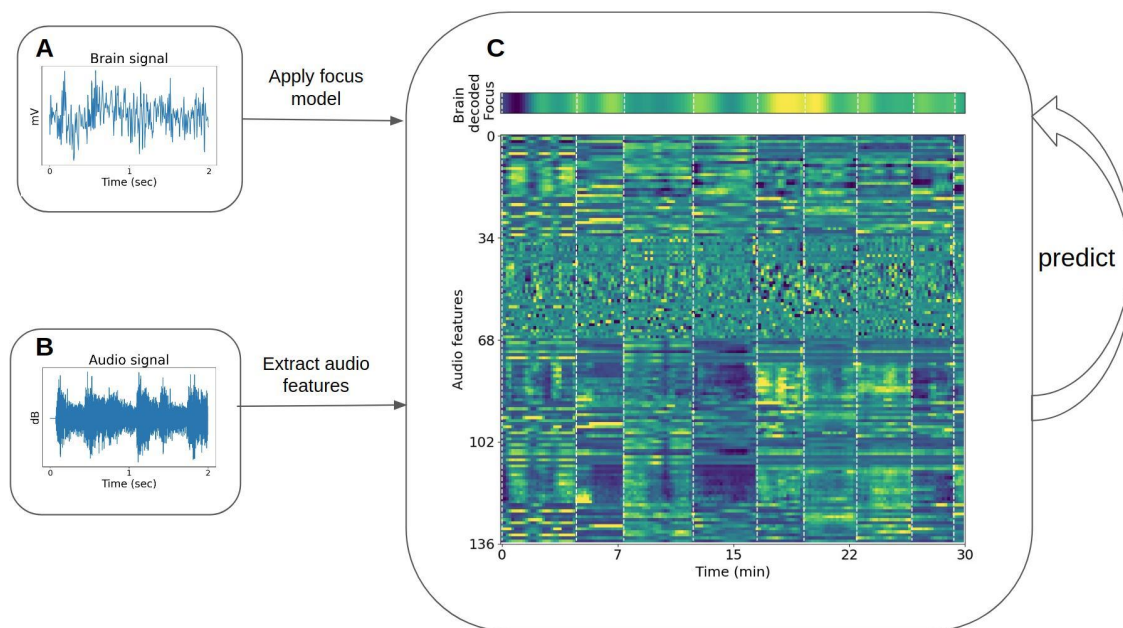 A
Brain signal
mV
0
2
Time (sec)
Apply focus
model
B
Audio signal
dB
0
1
2
Time (sec)
Extract audio
features
C
Brain
decoded
Focus
0
34
68
102
136
Audio features
0
7
15
22
30
Time (min)
predict